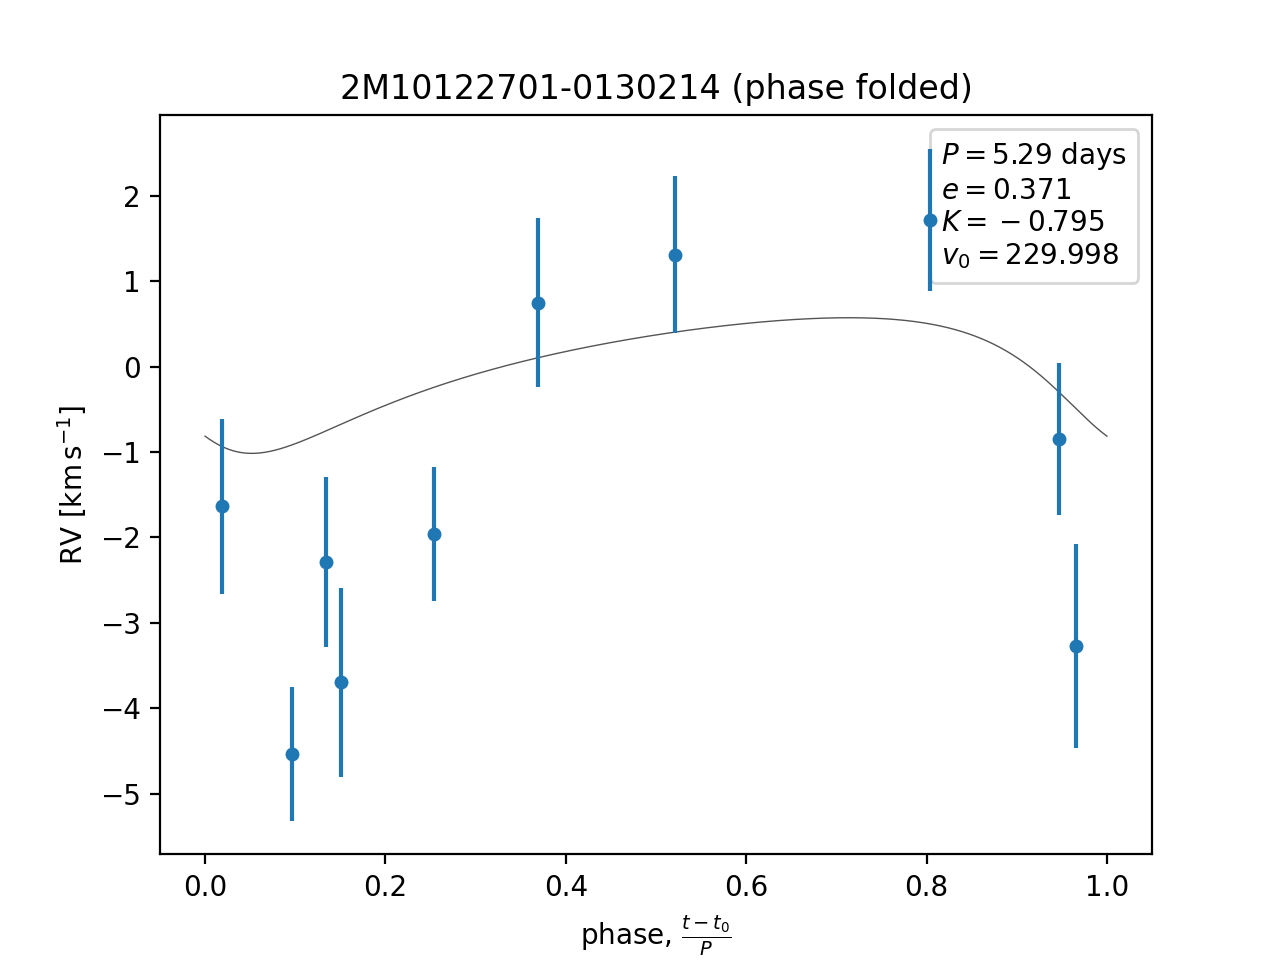 2M10122701-0130214 (phase folded)
P = 5.29 days
e = 0.371
K = −0.795
v₀ = 229.998
2
1
0
−1
−2
−3
−4
−5
RV [km s⁻¹]
0.0 0.2 0.4 0.6 0.8 1.0
phase, (t − t₀)/P